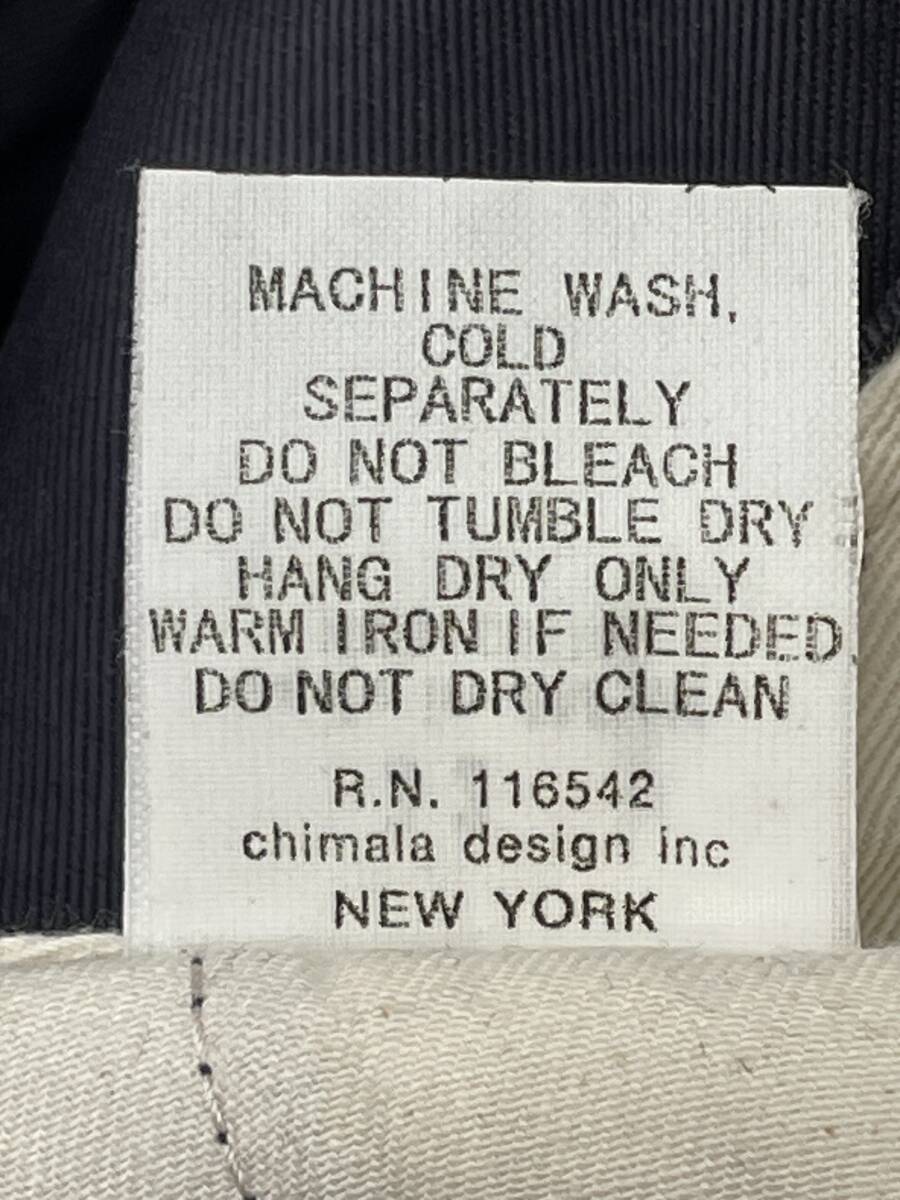 MACHINE WASH,
COLD
SEPARATELY
DO NOT BLEACH
DO NOT TUMBLE DRY
HANG DRY ONLY
WARM IRON IF NEEDED
DO NOT DRY CLEAN
R.N. 116542
chimala design inc
NEW YORK